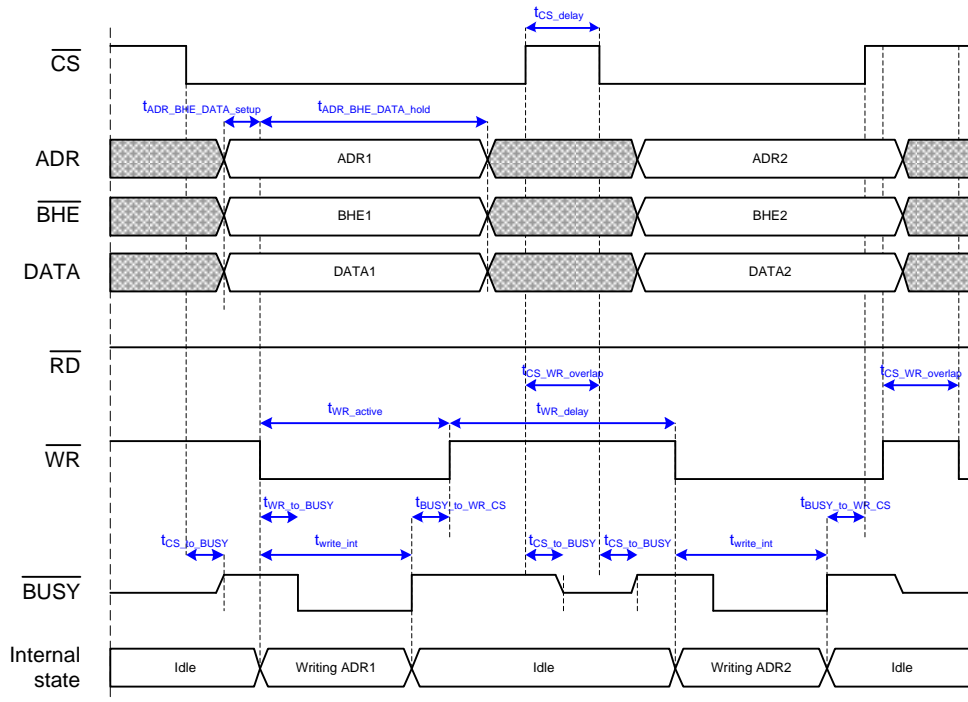 tCS_delay
CS
tADR_BHE_DATA_setup tADR_BHE_DATA_hold
ADR ADR1 ADR2
BHE BHE1 BHE2
DATA DATA1 DATA2
RD
tCS_WR_overlap tCS_WR_overlap
tWR_active tWR_delay
WR
tWR_to_BUSY tBUSY_to_WR_CS tBUSY_to_WR_CS
tCS_to_BUSY twrite_int tCS_to_BUSY tCS_to_BUSY twrite_int
BUSY
Internal
state
Idle Writing ADR1 Idle Writing ADR2 Idle